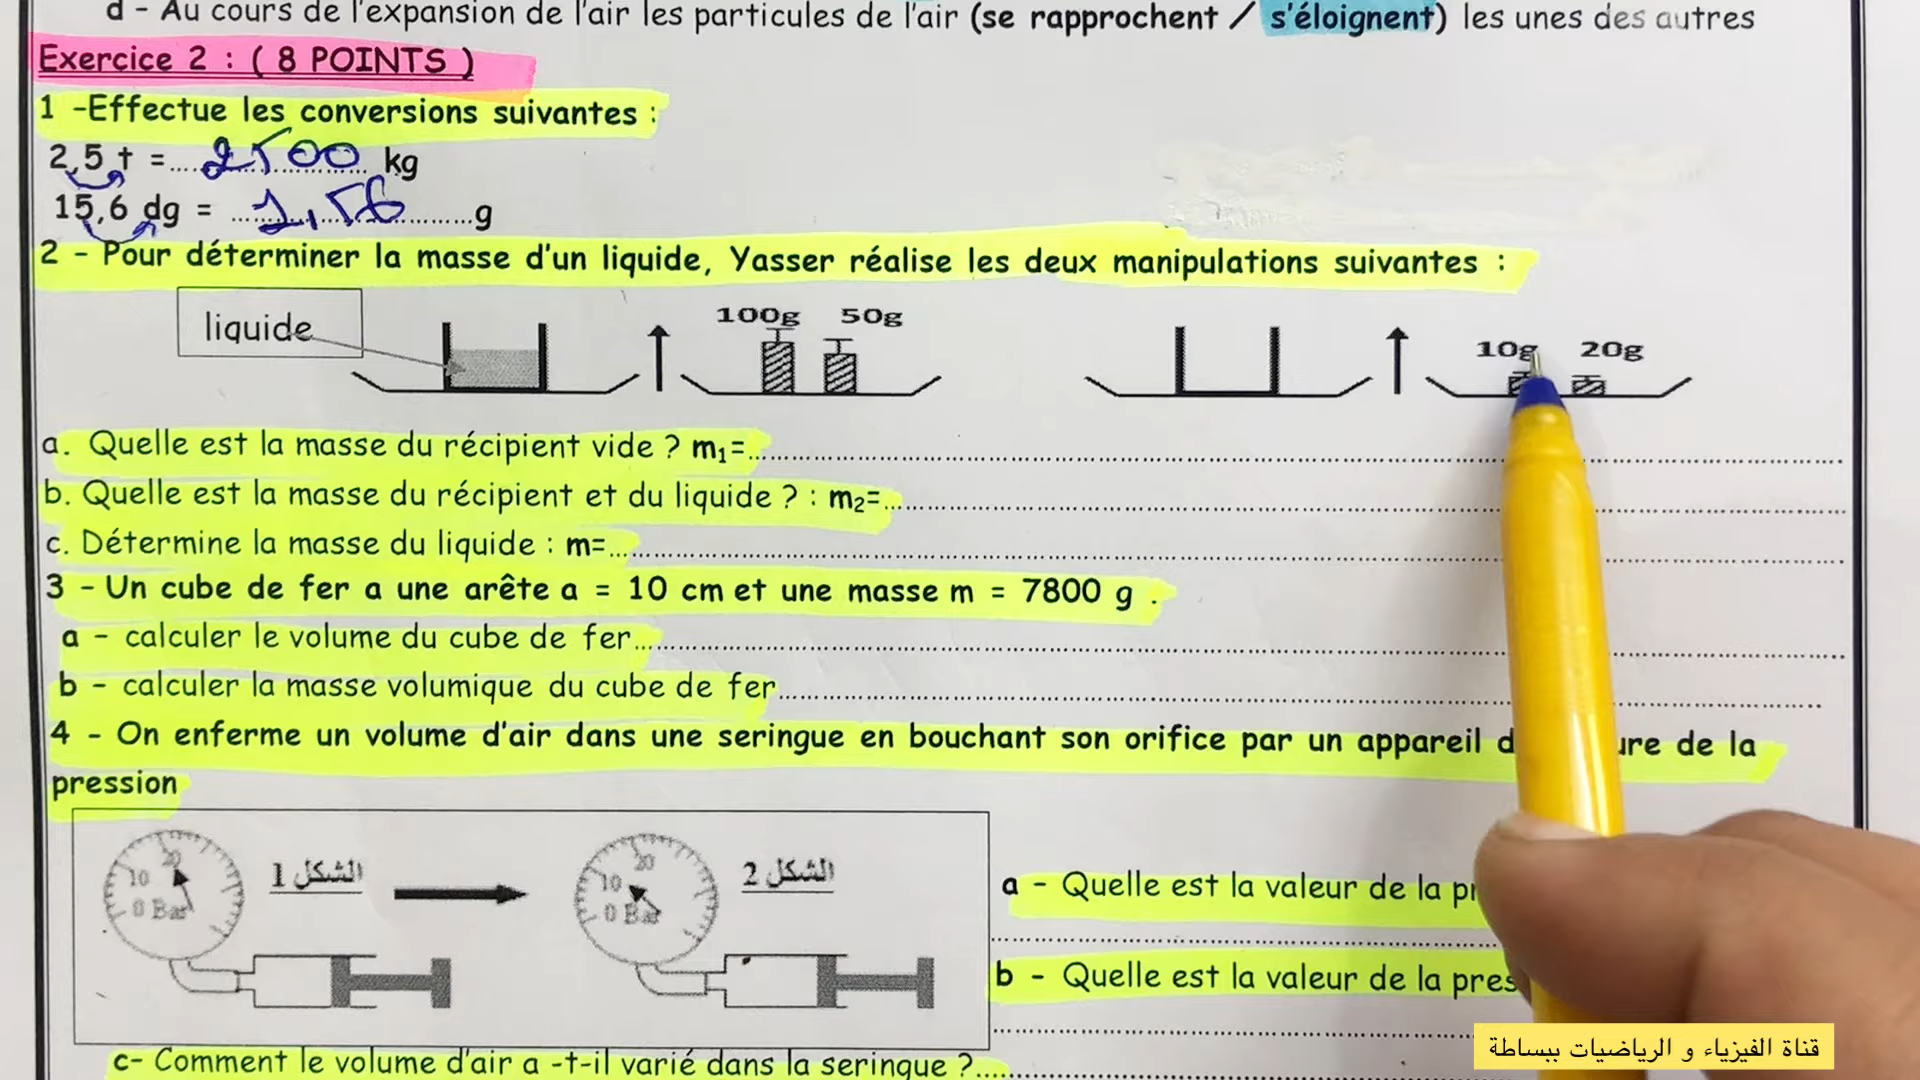 d - Au cours de l'expansion de l'air les particules de l'air (se rapprochent / s'éloignent) les unes des autres
Exercice 2 : ( 8 POINTS )
1 -Effectue les conversions suivantes :
2,5 t =.... 2500 kg
15,6 dg = ... 1,56 ...g
2 - Pour déterminer la masse d'un liquide, Yasser réalise les deux manipulations suivantes :
liquide
100g 50g
10g 20g
a. Quelle est la masse du récipient vide ? m₁=...
b. Quelle est la masse du récipient et du liquide ? : m₂=...
c. Détermine la masse du liquide : m=...
3 - Un cube de fer a une arête a = 10 cm et une masse m = 7800 g .
a - calculer le volume du cube de fer...
b - calculer la masse volumique du cube de fer...
4 - On enferme un volume d'air dans une seringue en bouchant son orifice par un appareil de la
pression
20
10
0 Bar
الشكل 1
20
10
0 Bar
الشكل 2
a - Quelle est la valeur de la
b - Quelle est la valeur de la
c- Comment le volume d'air a -t-il varié dans la seringue ?....
قناة الفيزياء و الرياضيات ببساطة